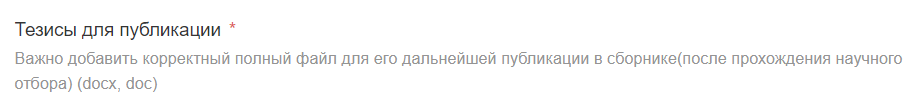 Тезисы для публикации *
Важно добавить корректный полный файл для его дальнейшей публикации в сборнике(после прохождения научного
отбора) (docx, doc)